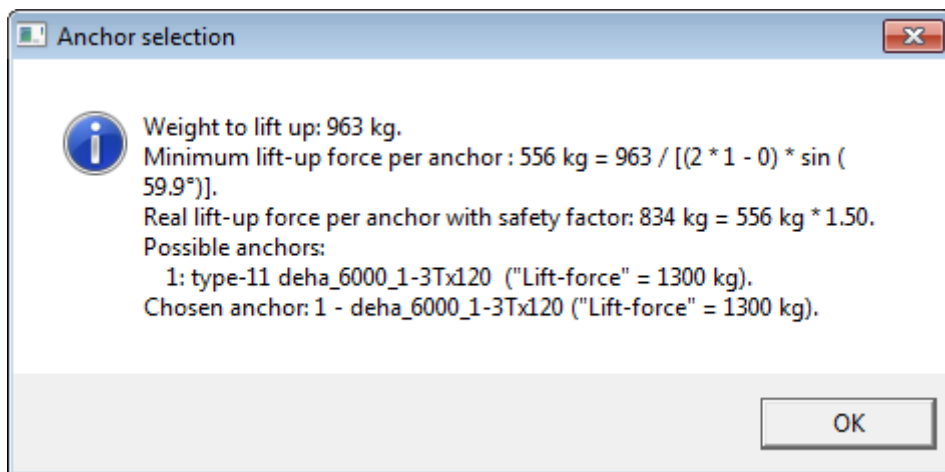 Anchor selection
Weight to lift up: 963 kg.
Minimum lift-up force per anchor : 556 kg = 963 / [(2 * 1 - 0) * sin (
59.9°)].
Real lift-up force per anchor with safety factor: 834 kg = 556 kg * 1.50.
Possible anchors:
1: type-11 deha_6000_1-3Tx120  ("Lift-force" = 1300 kg).
Chosen anchor: 1 - deha_6000_1-3Tx120 ("Lift-force" = 1300 kg).
OK